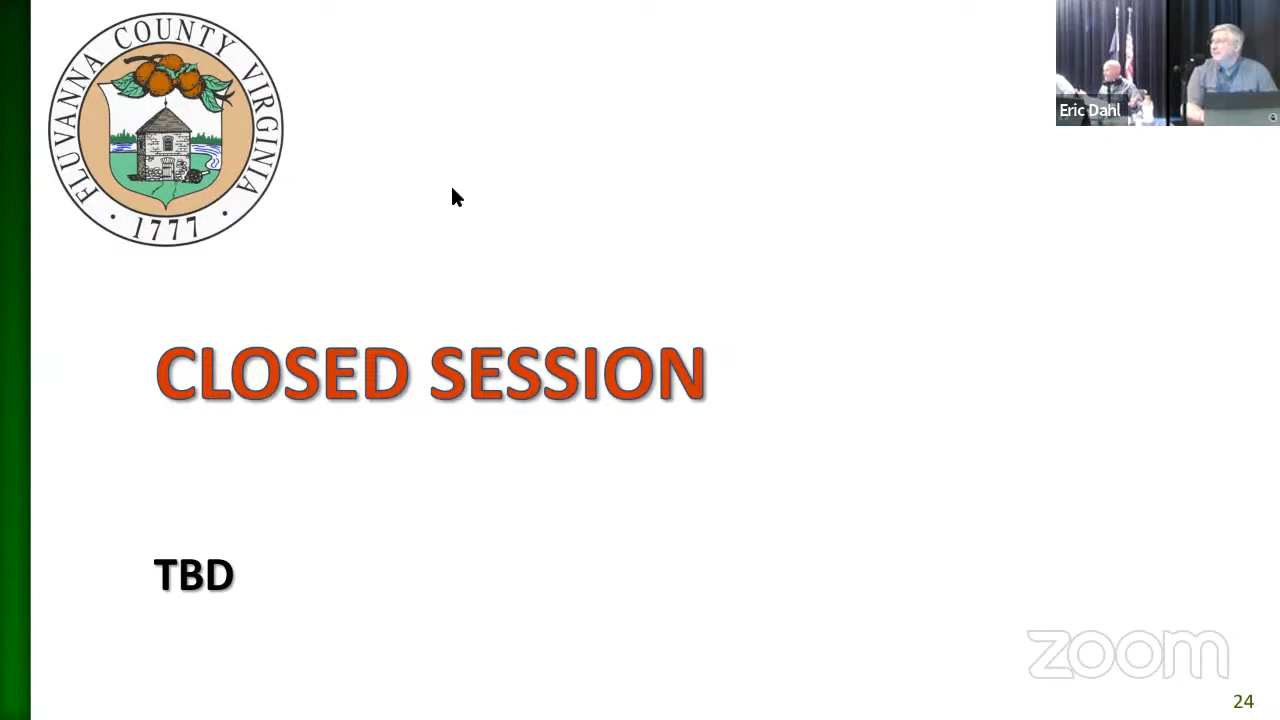 FLUVANNA COUNTY VIRGINIA
· 1777 ·
Eric Dahl
CLOSED SESSION
TBD
zoom
24